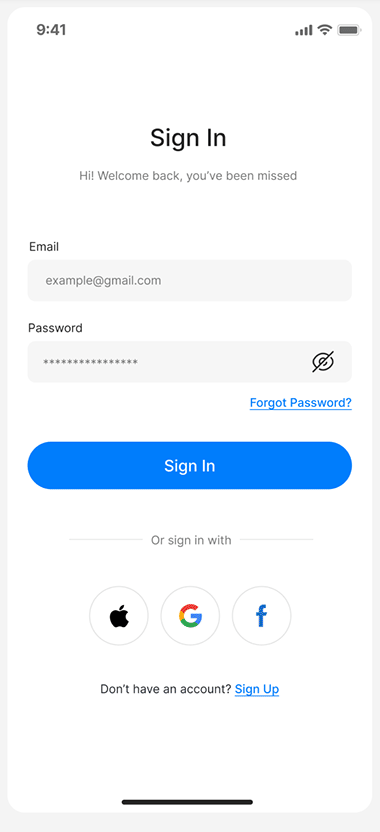 9:41
Sign In
Hi! Welcome back, you’ve been missed
Email
example@gmail.com
Password
****************
Forgot Password?
Sign In
Or sign in with
Don’t have an account? Sign Up